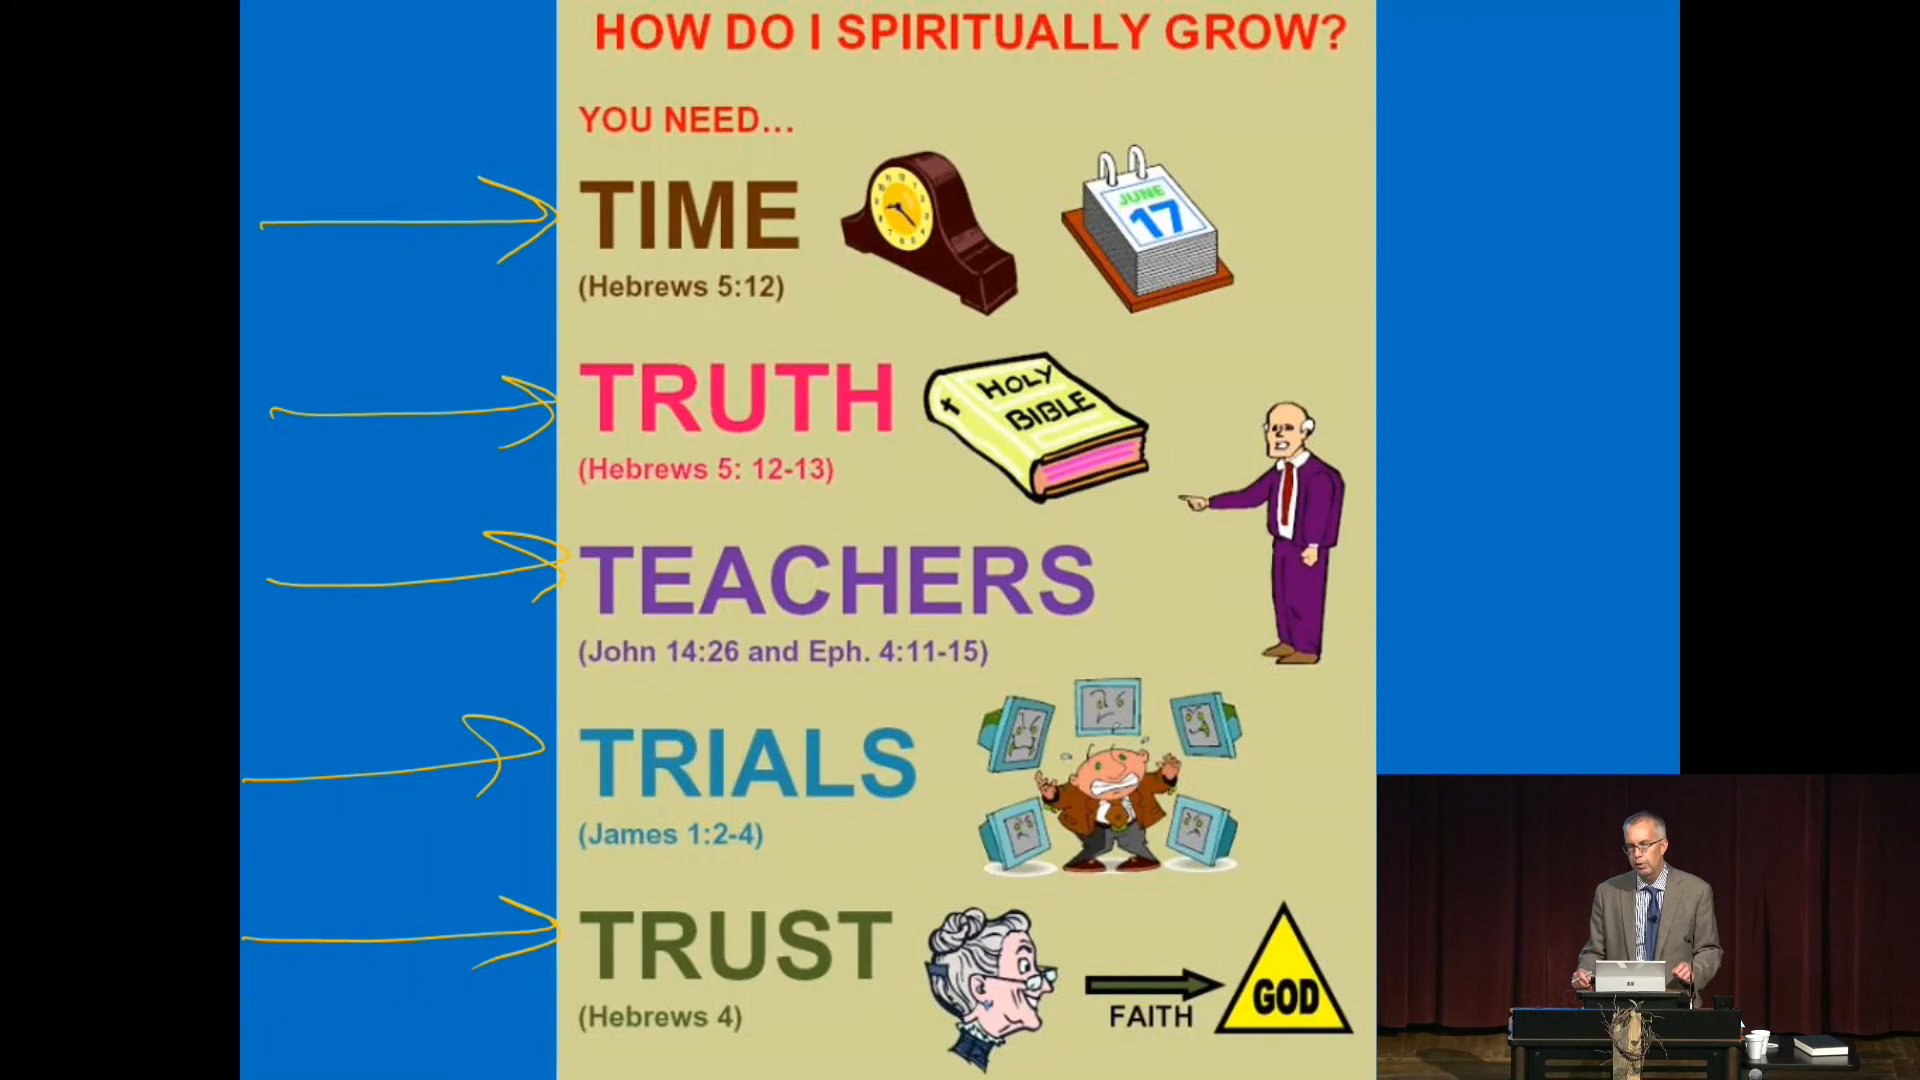 HOW DO I SPIRITUALLY GROW?
YOU NEED...
TIME
JUNE
17
(Hebrews 5:12)
TRUTH
HOLY
BIBLE
(Hebrews 5: 12-13)
TEACHERS
(John 14:26 and Eph. 4:11-15)
TRIALS
(James 1:2-4)
TRUST
GOD
FAITH
(Hebrews 4)